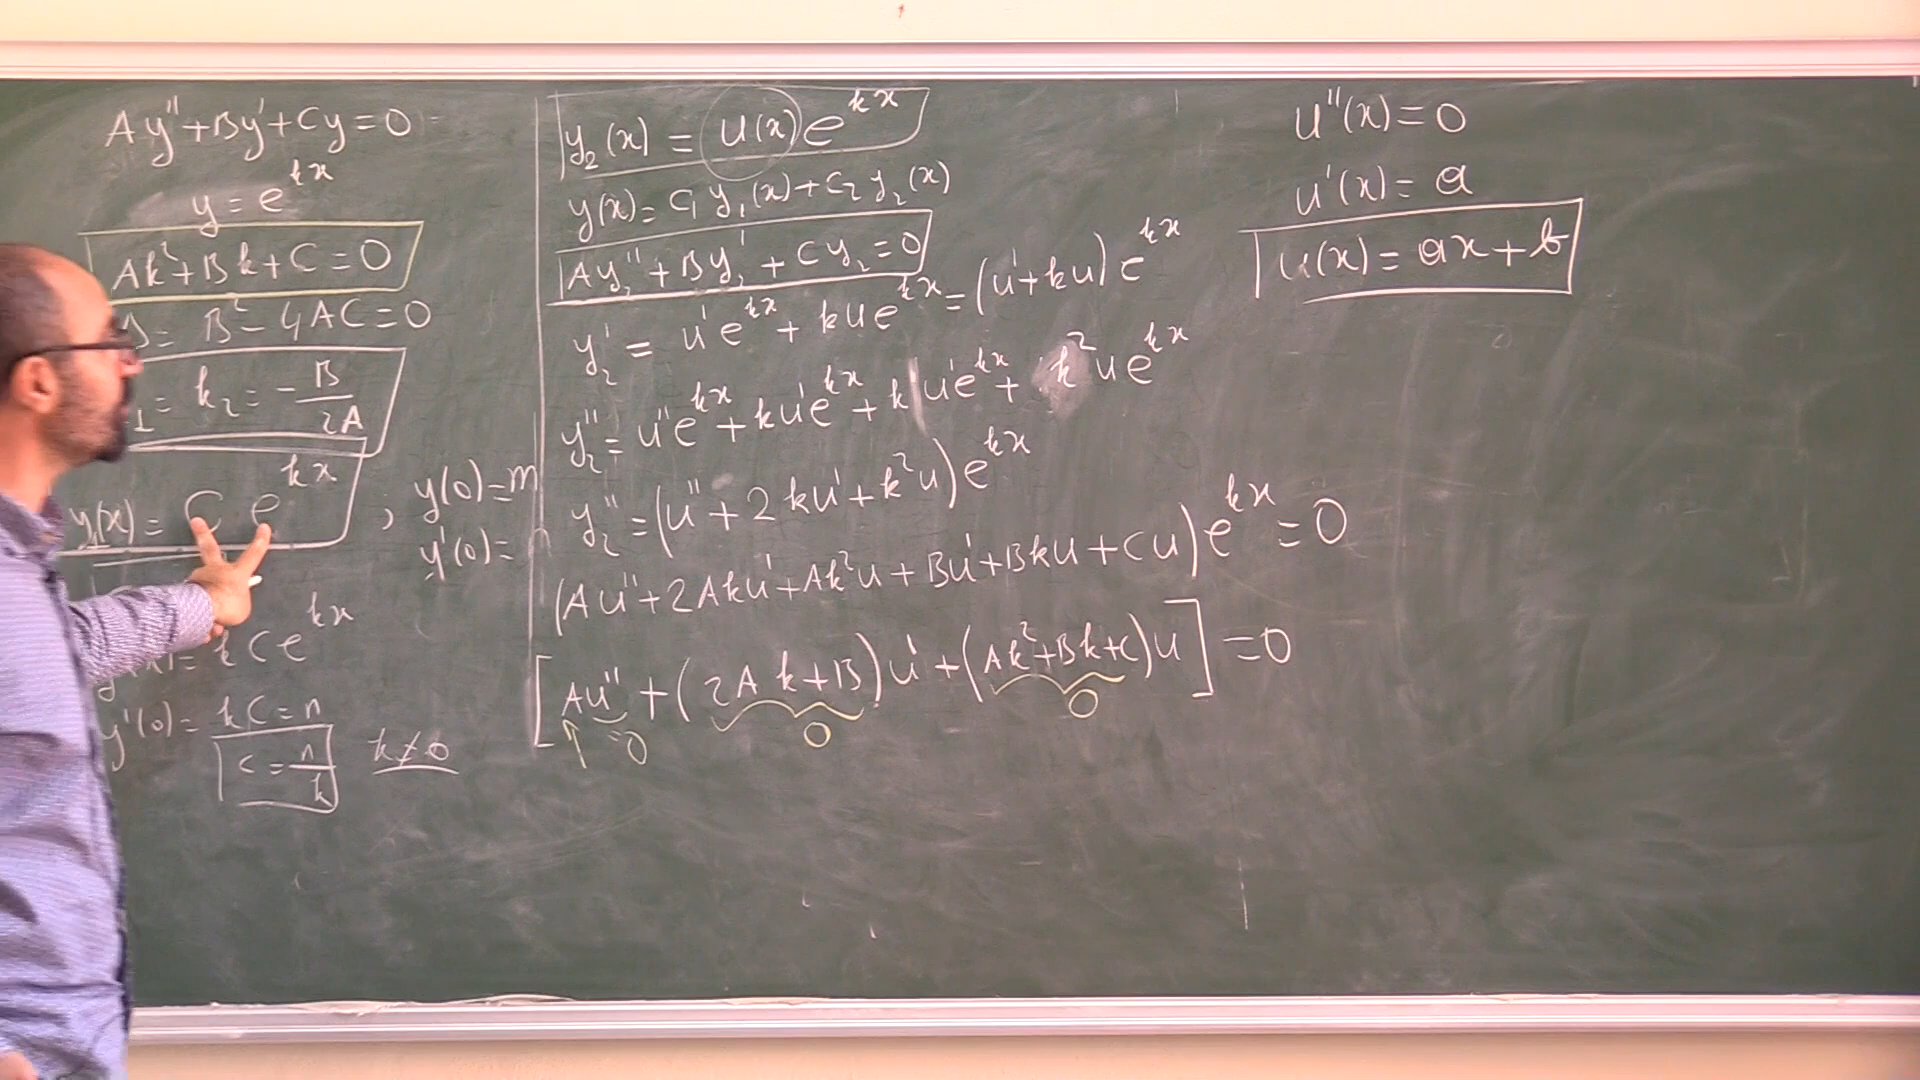 Ay''+By'+Cy=0
y=e^{kx}
Ak²+Bk+C=0
= B²-4AC=0
= k₂ = -B/2A
y₁(x) = C e^{kx} , y(0)=m
y'(0)=n
= kCe^{kx}
y'(0)= kC=n
C=n/k k≠0
y₂(x) = u(x)e^{kx}
y(x)=C₁y₁(x)+C₂y₂(x)
Ay₂''+By₂'+Cy₂=0
y₂' = u'e^{kx}+kue^{kx}=(u'+ku)e^{kx}
y₂''=u''e^{kx}+ku'e^{kx}+ku'e^{kx}+k²ue^{kx}
y₂''=(u''+2ku'+k²u)e^{kx}
(Au''+2Aku'+Ak²u+Bu'+Bku+Cu)e^{kx}=0
[Au''+(2Ak+B)u'+(Ak²+Bk+C)u]=0
=0 0 0
u''(x)=0
u'(x)=a
u(x)=ax+b